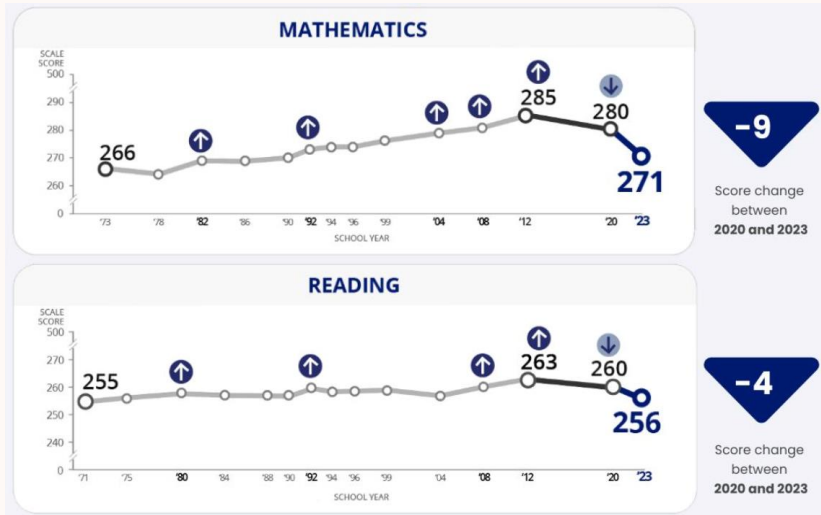 MATHEMATICS
SCALE
SCORE
500
290
280
270
260
0
266
285
280
271
'73 '78 '82 '86 '90 '92 '94 '96 '99 '04 '08 '12 '20 '23
SCHOOL YEAR
-9
Score change
between
2020 and 2023
READING
SCALE
SCORE
500
270
260
250
240
0
255
263
260
256
'71 '75 '80 '84 '88 '90 '92 '94 '96 '99 '04 '08 '12 '20 '23
SCHOOL YEAR
-4
Score change
between
2020 and 2023